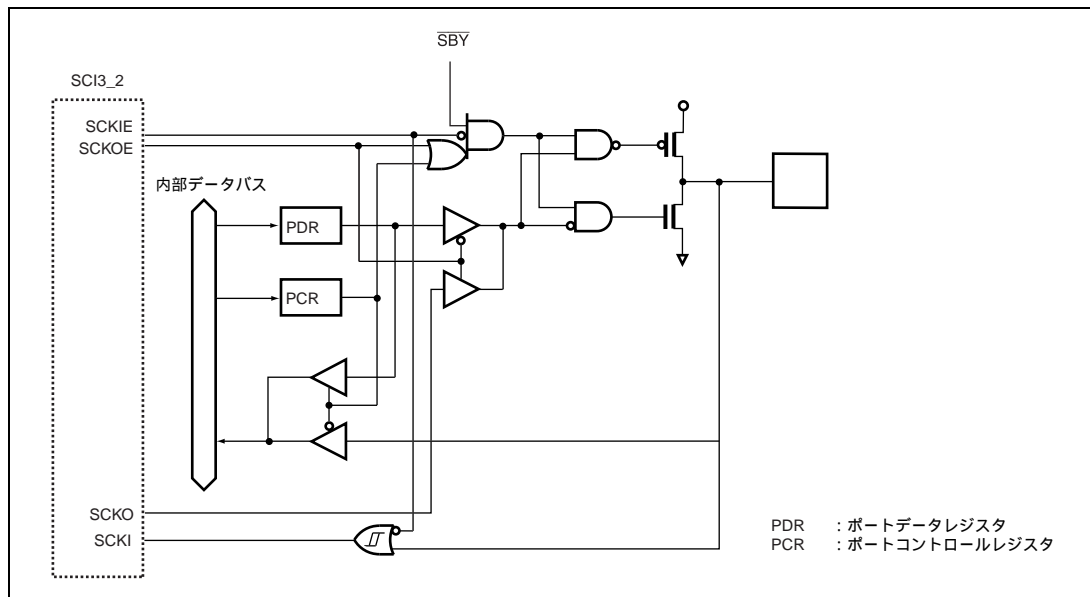 S̅B̅Y̅
SCI3_2
SCKIE
SCKOE
内部データバス
PDR
PCR
SCKO
SCKI
PDR : ポートデータレジスタ
PCR : ポートコントロールレジスタ